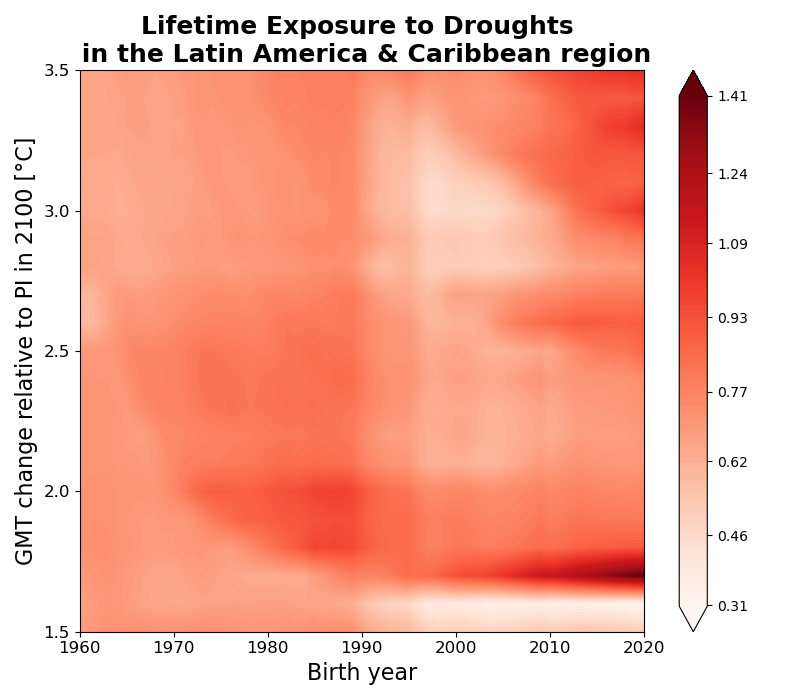 Lifetime Exposure to Droughts
in the Latin America & Caribbean region
GMT change relative to PI in 2100 [°C]
3.5
3.0
2.5
2.0
1.5
1960 1970 1980 1990 2000 2010 2020
Birth year
1.41
1.24
1.09
0.93
0.77
0.62
0.46
0.31